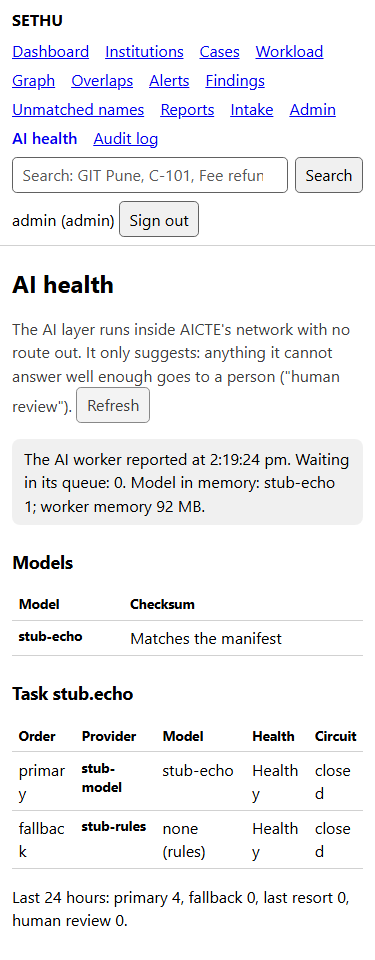 SETHU
Dashboard Institutions Cases Workload
Graph Overlaps Alerts Findings
Unmatched names Reports Intake Admin
AI health Audit log
Search: GIT Pune, C-101, Fee refun Search
admin (admin) Sign out
AI health
The AI layer runs inside AICTE's network with no
route out. It only suggests: anything it cannot
answer well enough goes to a person ("human
review"). Refresh
The AI worker reported at 2:19:24 pm. Waiting
in its queue: 0. Model in memory: stub-echo
1; worker memory 92 MB.
Models
Model Checksum
stub-echo Matches the manifest
Task stub.echo
Order Provider Model Health Circuit
primar stub- stub-echo Health close
y model y d
fallbac stub-rules none Health close
k (rules) y d
Last 24 hours: primary 4, fallback 0, last resort 0,
human review 0.